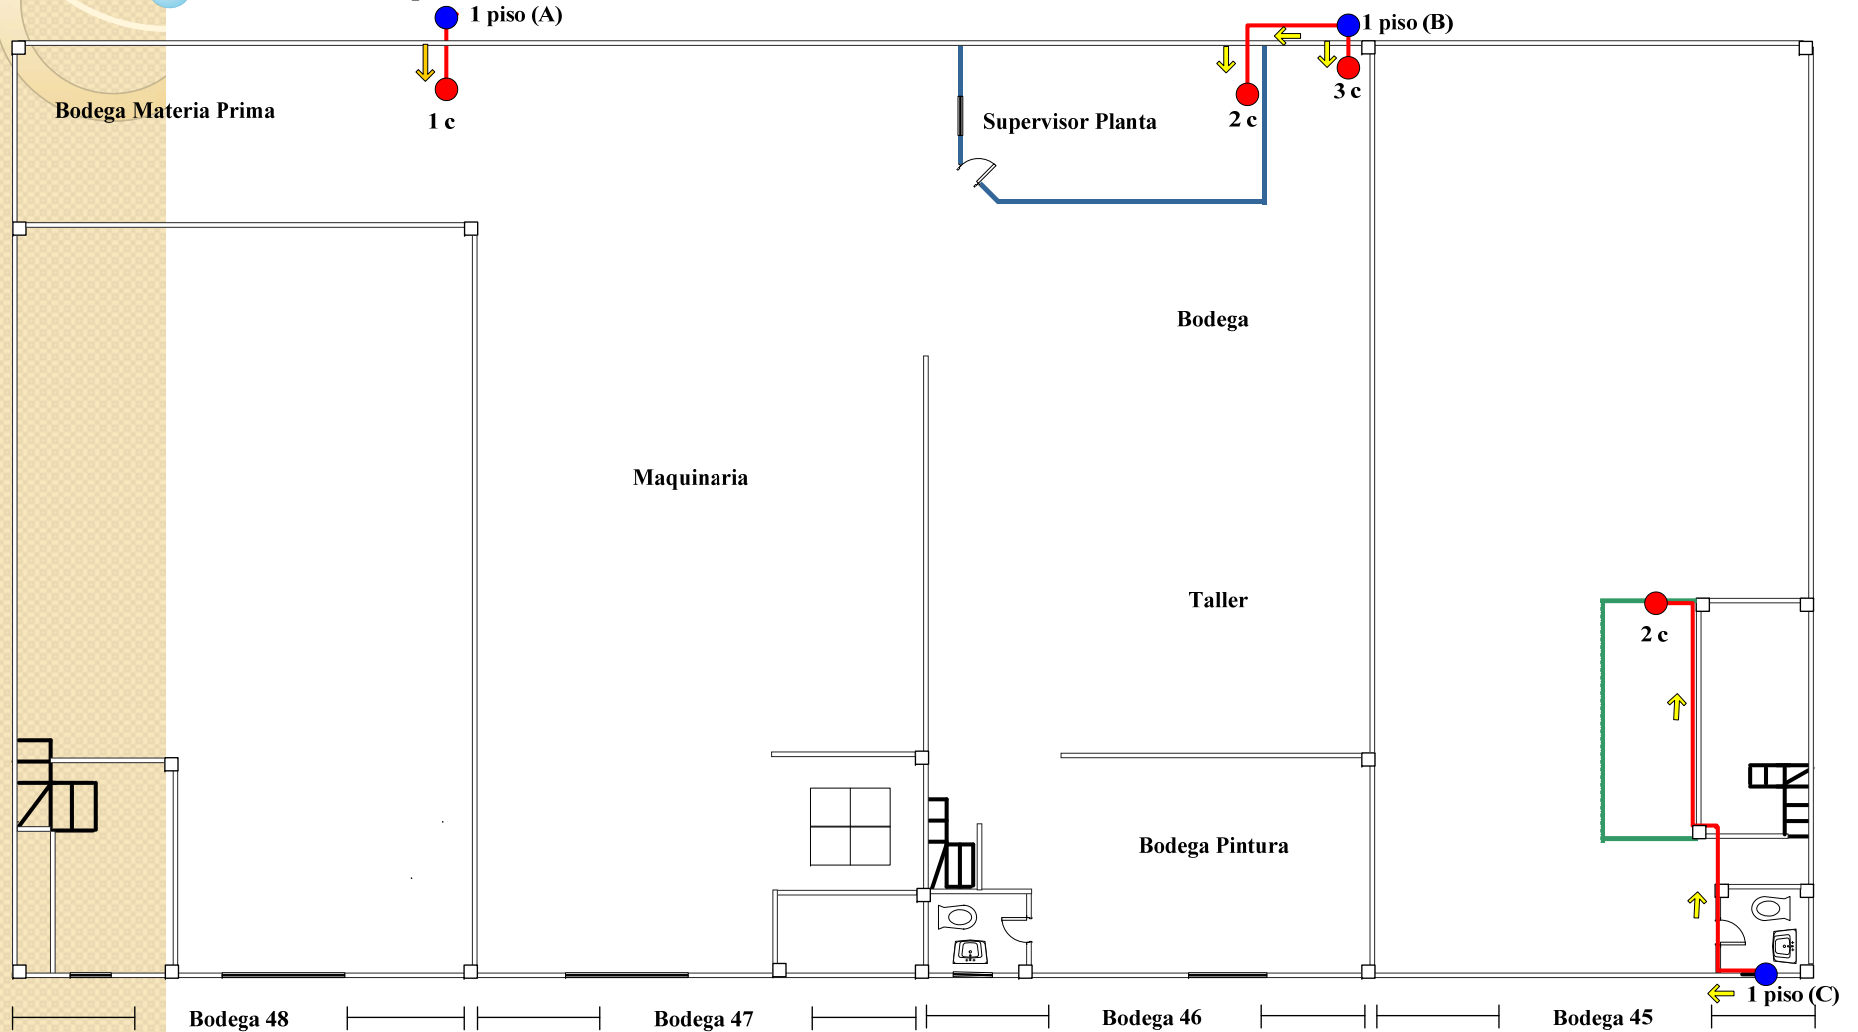 1 piso (A)
1 piso (B)
Bodega Materia Prima
1 c
Supervisor Planta
2 c
3 c
Bodega
Maquinaria
Taller
2 c
Bodega Pintura
1 piso (C)
Bodega 48
Bodega 47
Bodega 46
Bodega 45